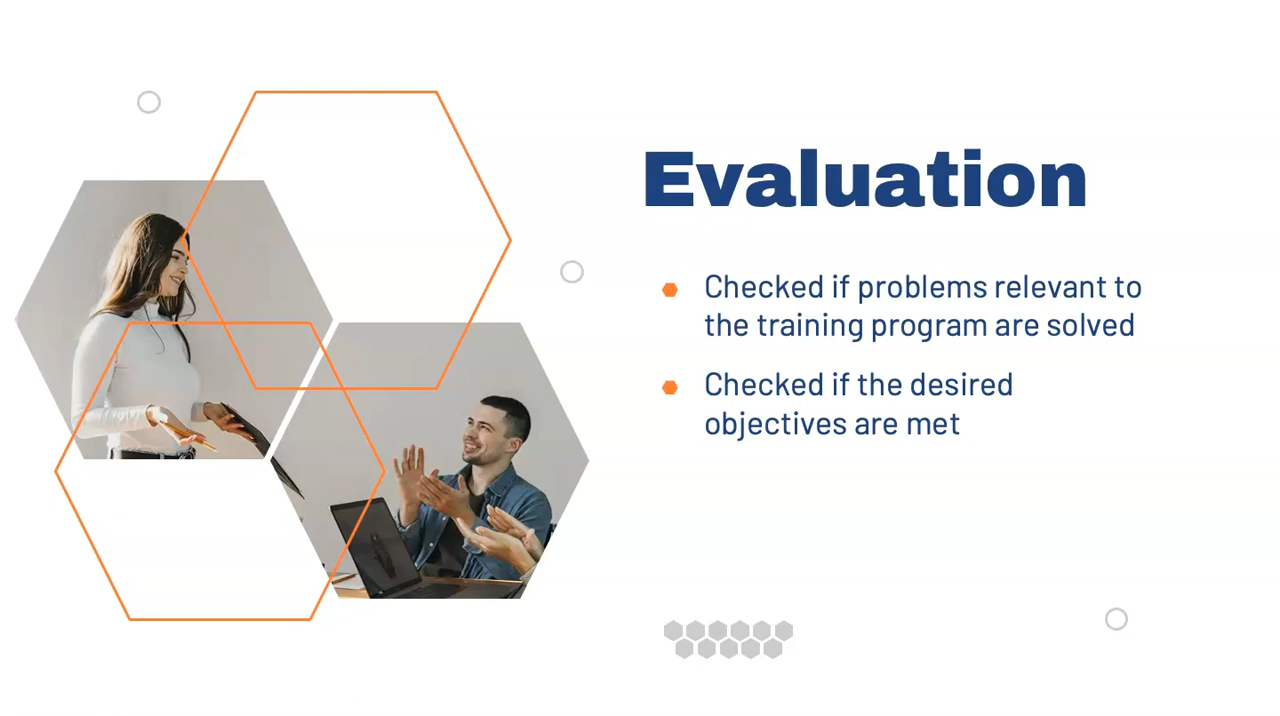 Evaluation
Checked if problems relevant to
the training program are solved
Checked if the desired
objectives are met